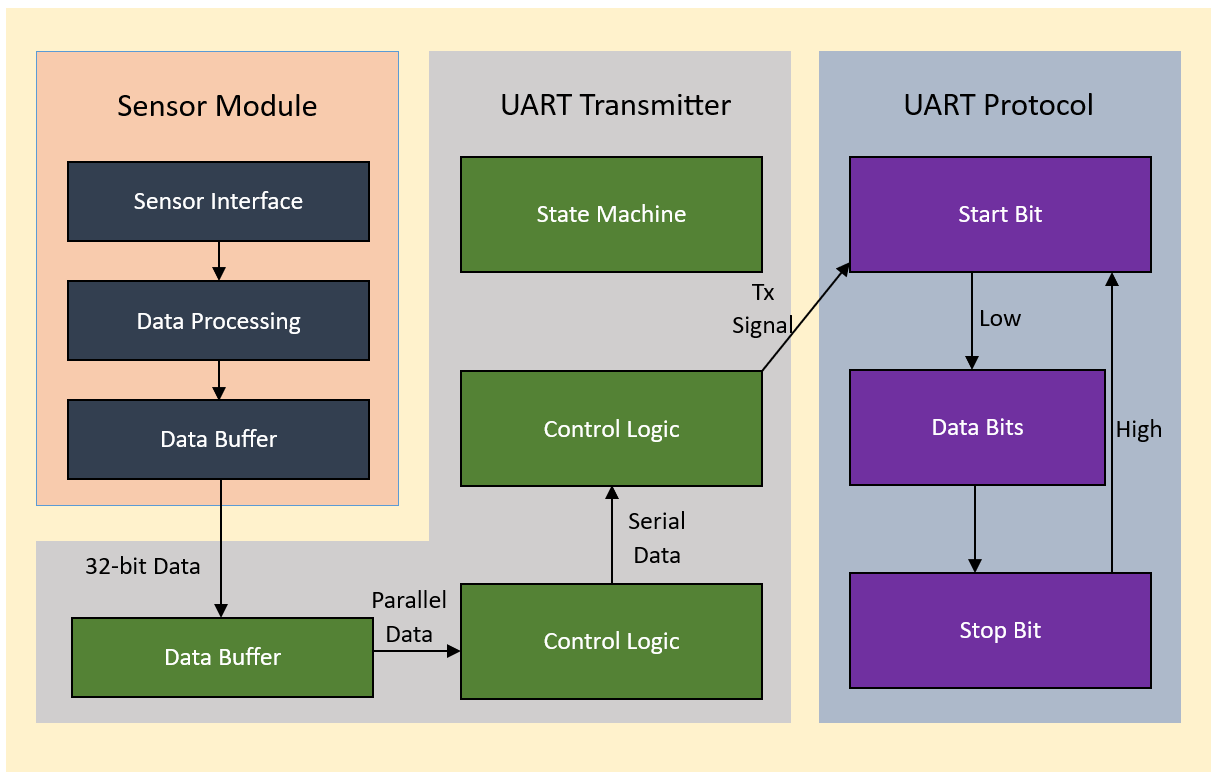 Sensor Module
Sensor Interface
Data Processing
Data Buffer
32-bit Data
Data Buffer
Parallel
Data
UART Transmitter
State Machine
Control Logic
Serial
Data
Control Logic
Tx
Signal
UART Protocol
Start Bit
Low
Data Bits
High
Stop Bit